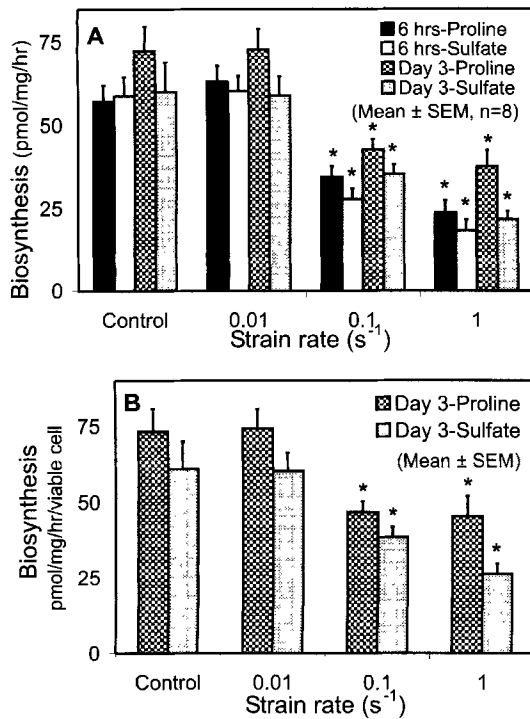 A
6 hrs-Proline
6 hrs-Sulfate
Day 3-Proline
Day 3-Sulfate
(Mean ± SEM, n=8)
Biosynthesis (pmol/mg/hr)
75
50
25
0
* * * * * * * *
Control 0.01 0.1 1
Strain rate (s⁻¹)
B
Day 3-Proline
Day 3-Sulfate
(Mean ± SEM)
Biosynthesis
pmol/mg/hr/viable cell
75
50
25
0
* * * *
Control 0.01 0.1 1
Strain rate (s⁻¹)